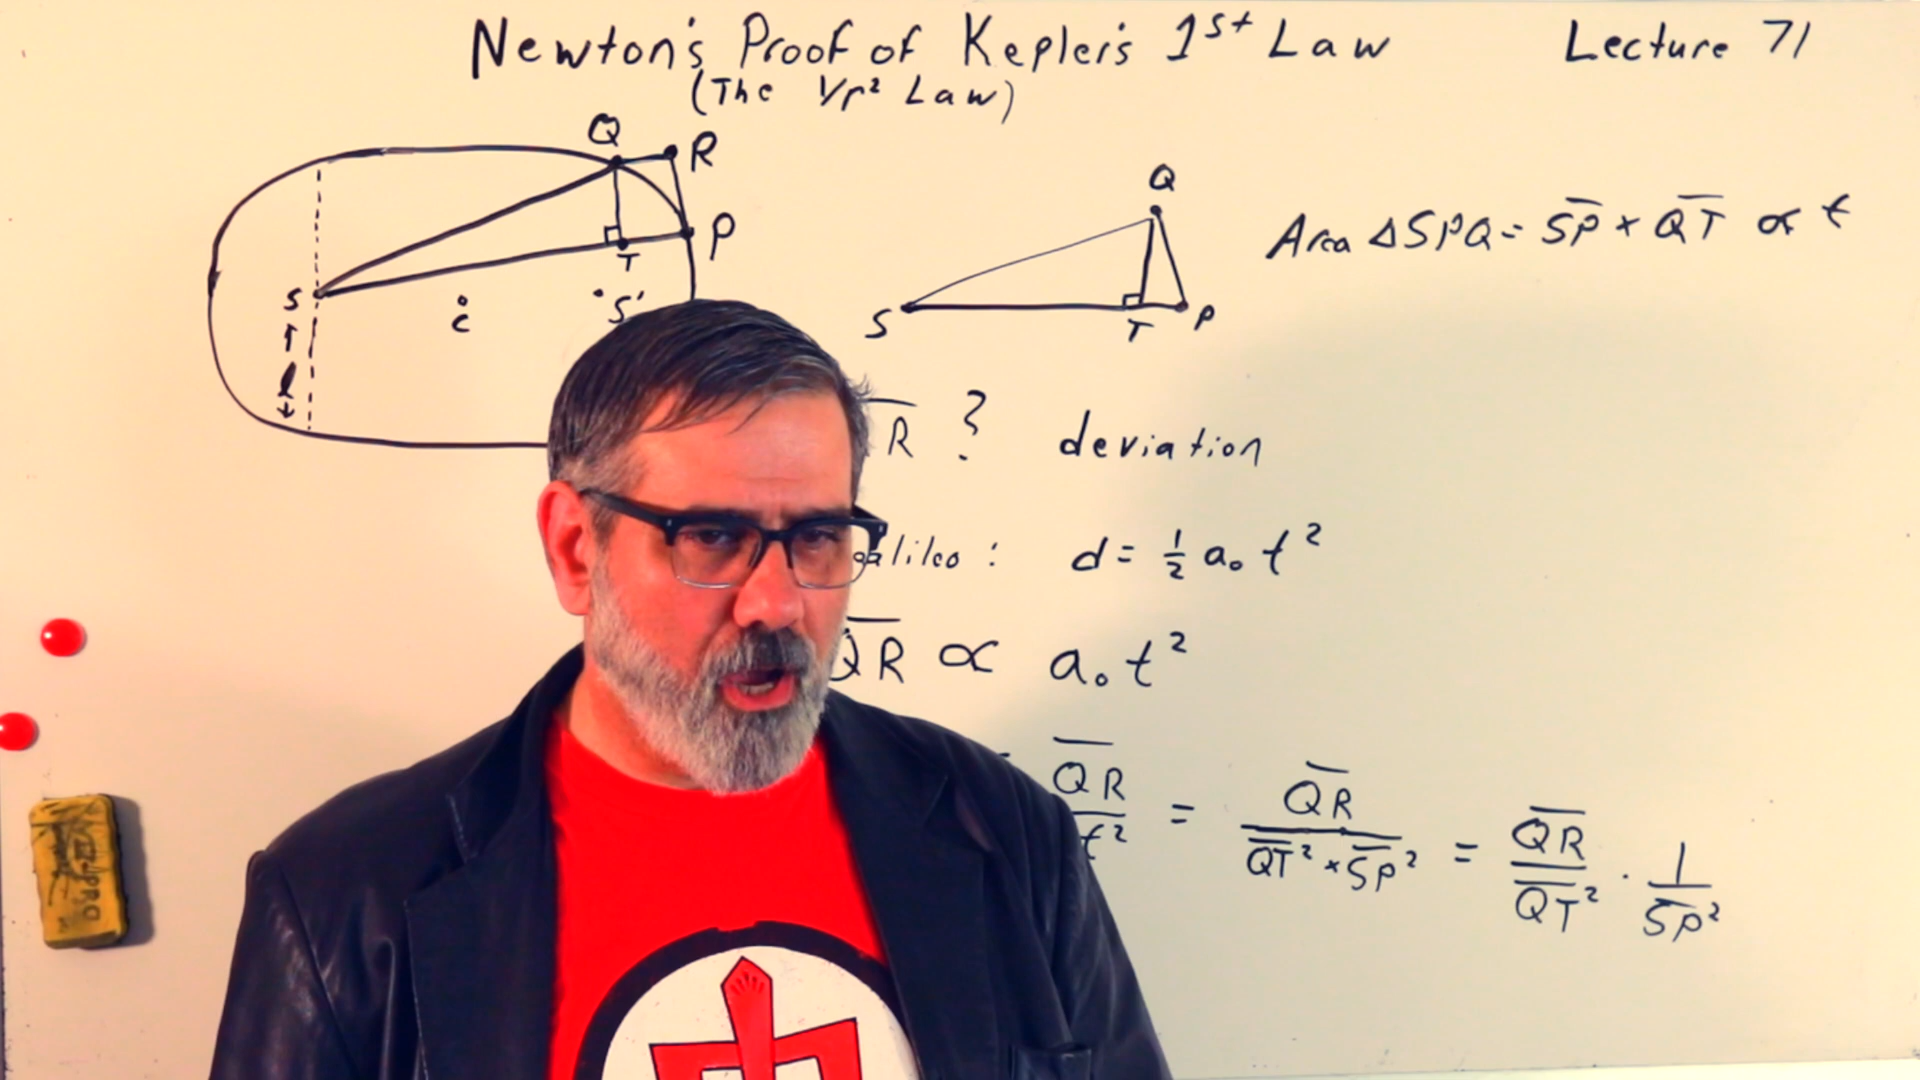 Newton's Proof of Kepler's 1st Law
Lecture 71
(The 1/r² Law)
Q R
P
T
S
c
S'
l
Q
S T P
Area ΔSPQ = SP × QT ∝ t
R ? deviation
alileo : d = ½ a₀ t²
QR ∝ a₀ t²
QR / t² = QR / QT² × SP² = QR / QT² · 1 / SP²